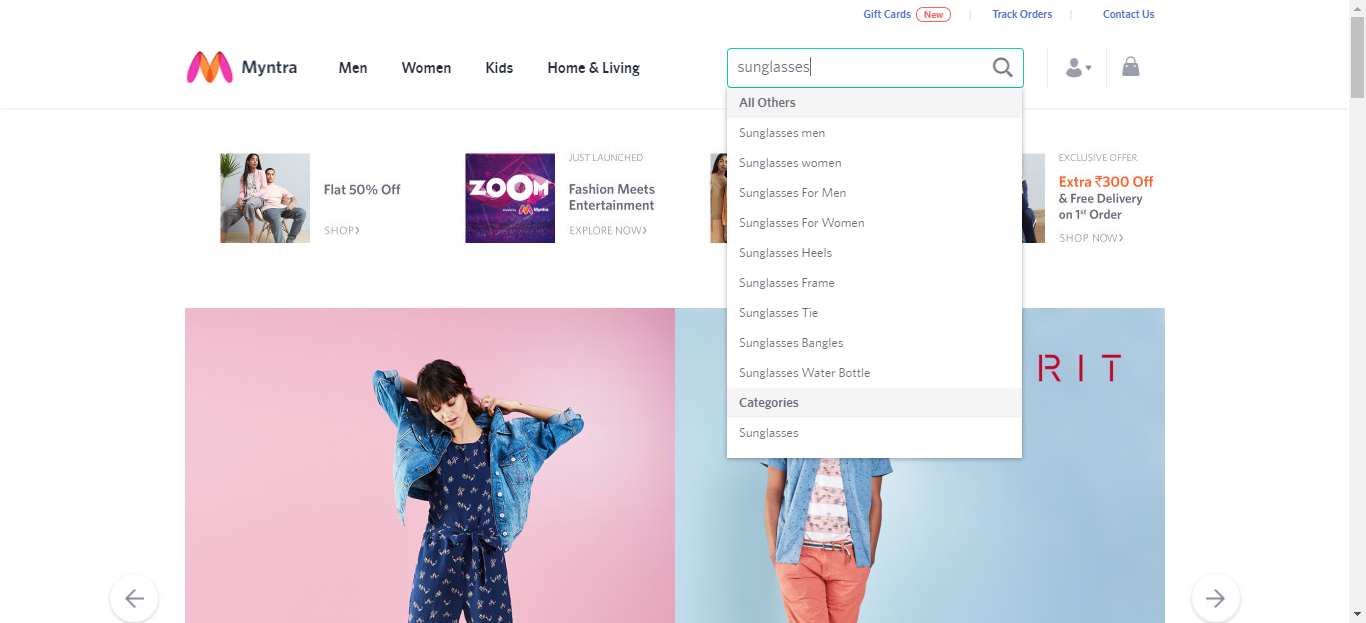 Gift Cards New
Track Orders
Contact Us
Myntra
Men
Women
Kids
Home & Living
sunglasses
All Others
Sunglasses men
Sunglasses women
Sunglasses For Men
Sunglasses For Women
Sunglasses Heels
Sunglasses Frame
Sunglasses Tie
Sunglasses Bangles
Sunglasses Water Bottle
Categories
Sunglasses
Flat 50% Off
SHOP
ZOOM
Myntra
JUST LAUNCHED
Fashion Meets
Entertainment
EXPLORE NOW
EXCLUSIVE OFFER
Extra ₹300 Off
& Free Delivery
on 1st Order
SHOP NOW
RIT